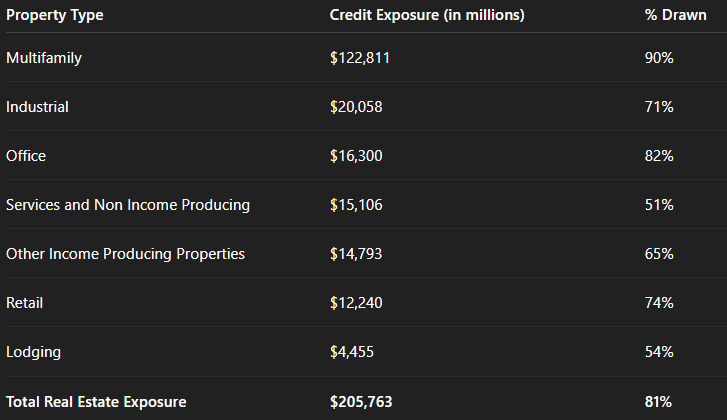 Property Type Credit Exposure (in millions) % Drawn
Multifamily $122,811 90%
Industrial $20,058 71%
Office $16,300 82%
Services and Non Income Producing $15,106 51%
Other Income Producing Properties $14,793 65%
Retail $12,240 74%
Lodging $4,455 54%
Total Real Estate Exposure $205,763 81%